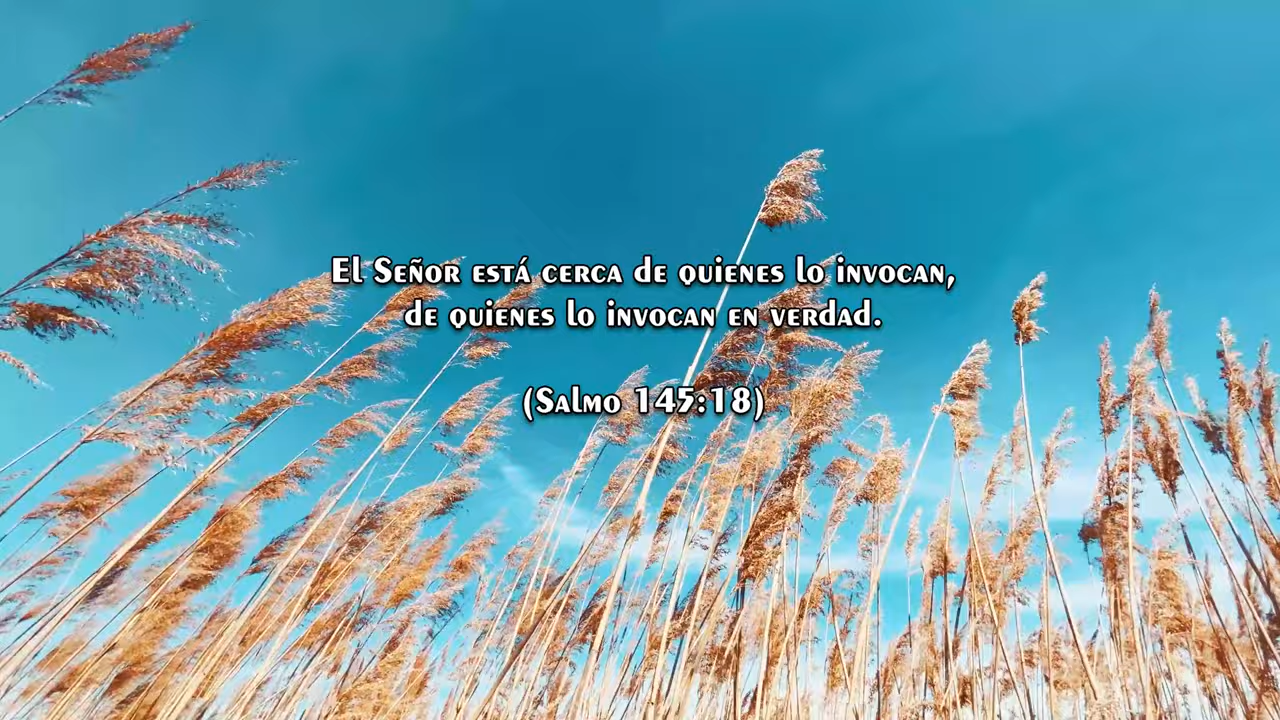 El Señor está cerca de quienes lo invocan,
de quienes lo invocan en verdad.
(Salmo 145:18)